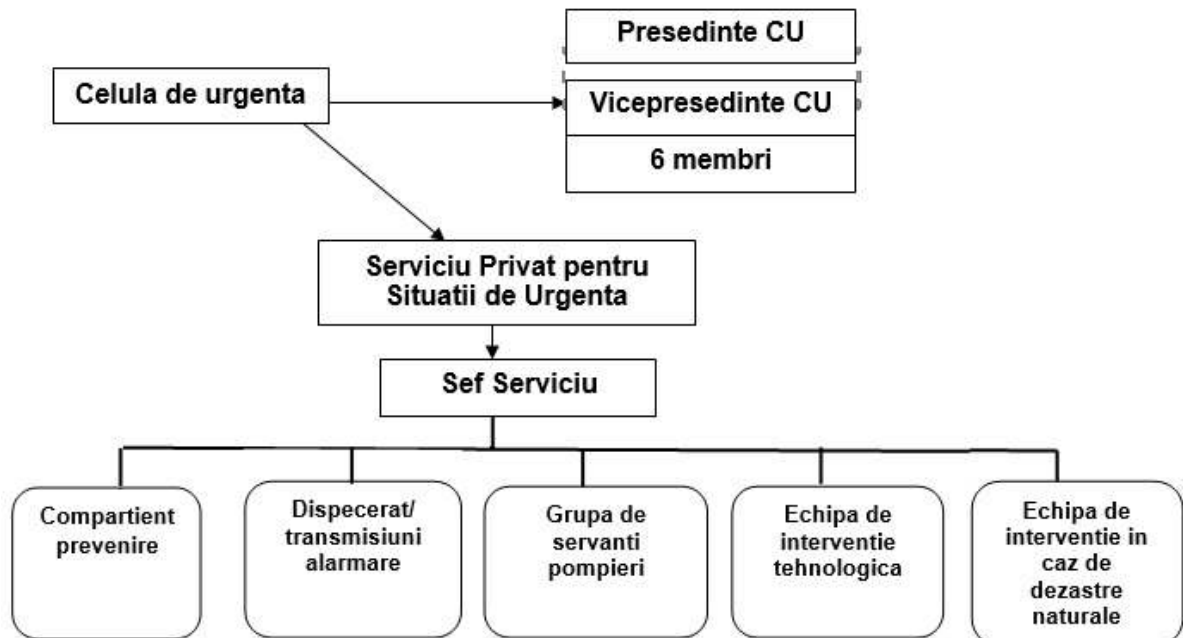 Presedinte CU
Celula de urgenta
Vicepresedinte CU
6 membri
Serviciu Privat pentru
Situatii de Urgenta
Sef Serviciu
Compartient
prevenire
Dispecerat/
transmisiuni
alarmare
Grupa de
servanti
pompieri
Echipa de
interventie
tehnologica
Echipa de
interventie in
caz de
dezastre
naturale